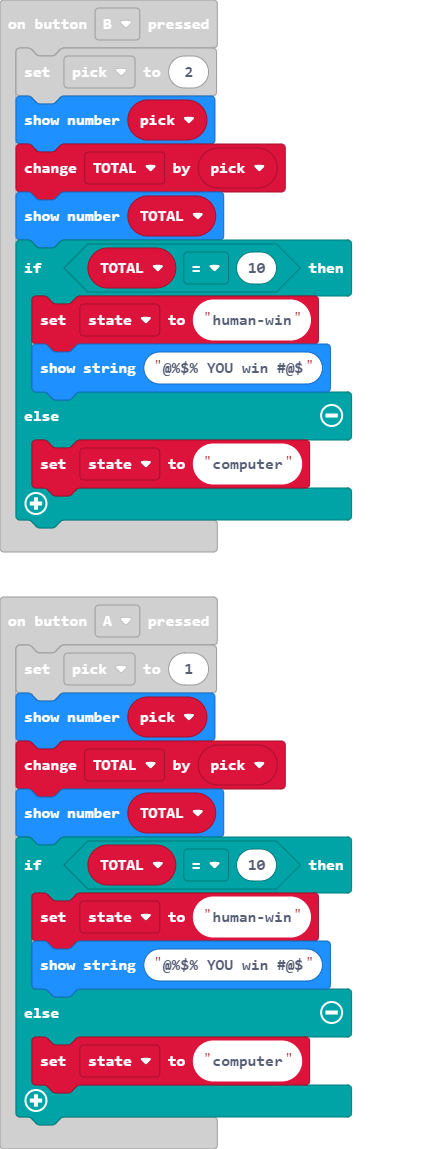 on button B pressed
set pick to 2
show number pick
change TOTAL by pick
show number TOTAL
if TOTAL = 10 then
set state to "human-win"
show string "@%$% YOU win #@$"
else
set state to "computer"
on button A pressed
set pick to 1
show number pick
change TOTAL by pick
show number TOTAL
if TOTAL = 10 then
set state to "human-win"
show string "@%$% YOU win #@$"
else
set state to "computer"